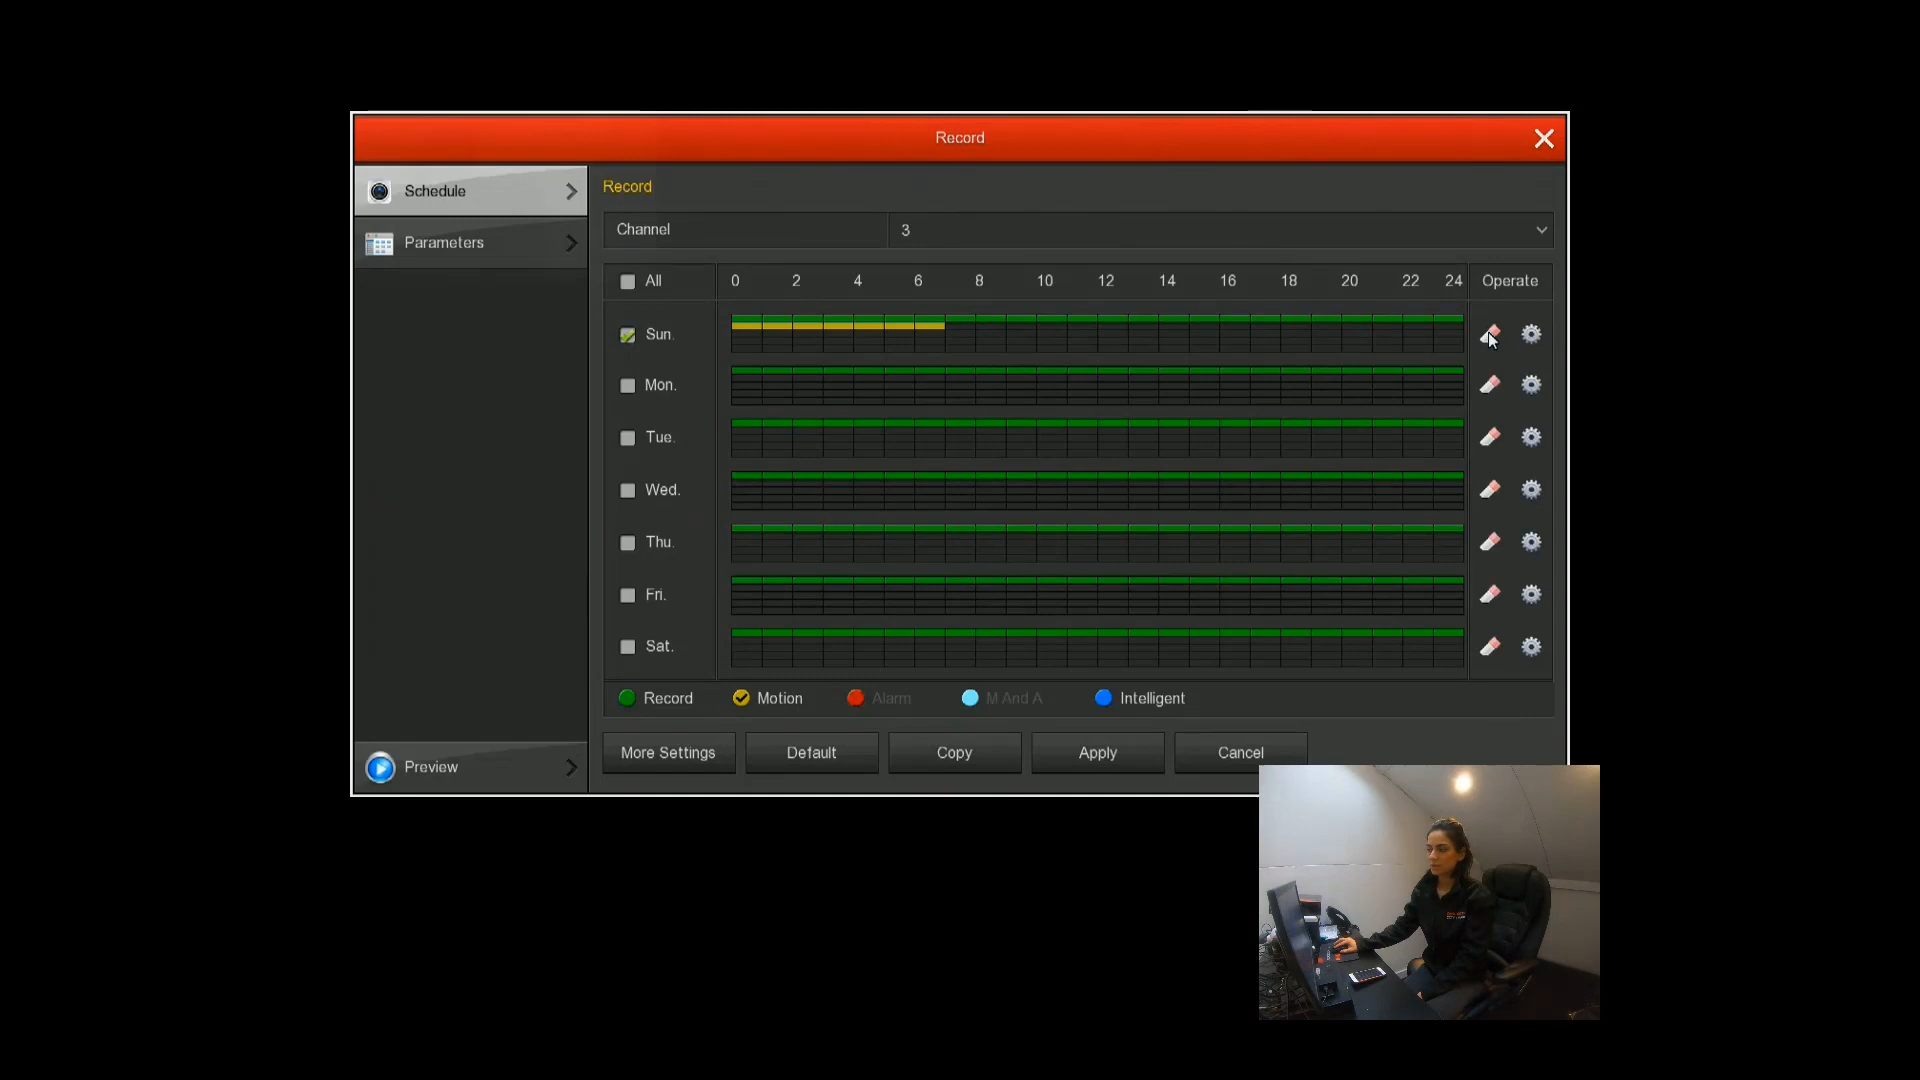 Record
Schedule
Parameters
Preview
Record
Channel 3
All 0 2 4 6 8 10 12 14 16 18 20 22 24 Operate
Sun.
Mon.
Tue.
Wed.
Thu.
Fri.
Sat.
Record Motion Alarm M And A Intelligent
More Settings Default Copy Apply Cancel